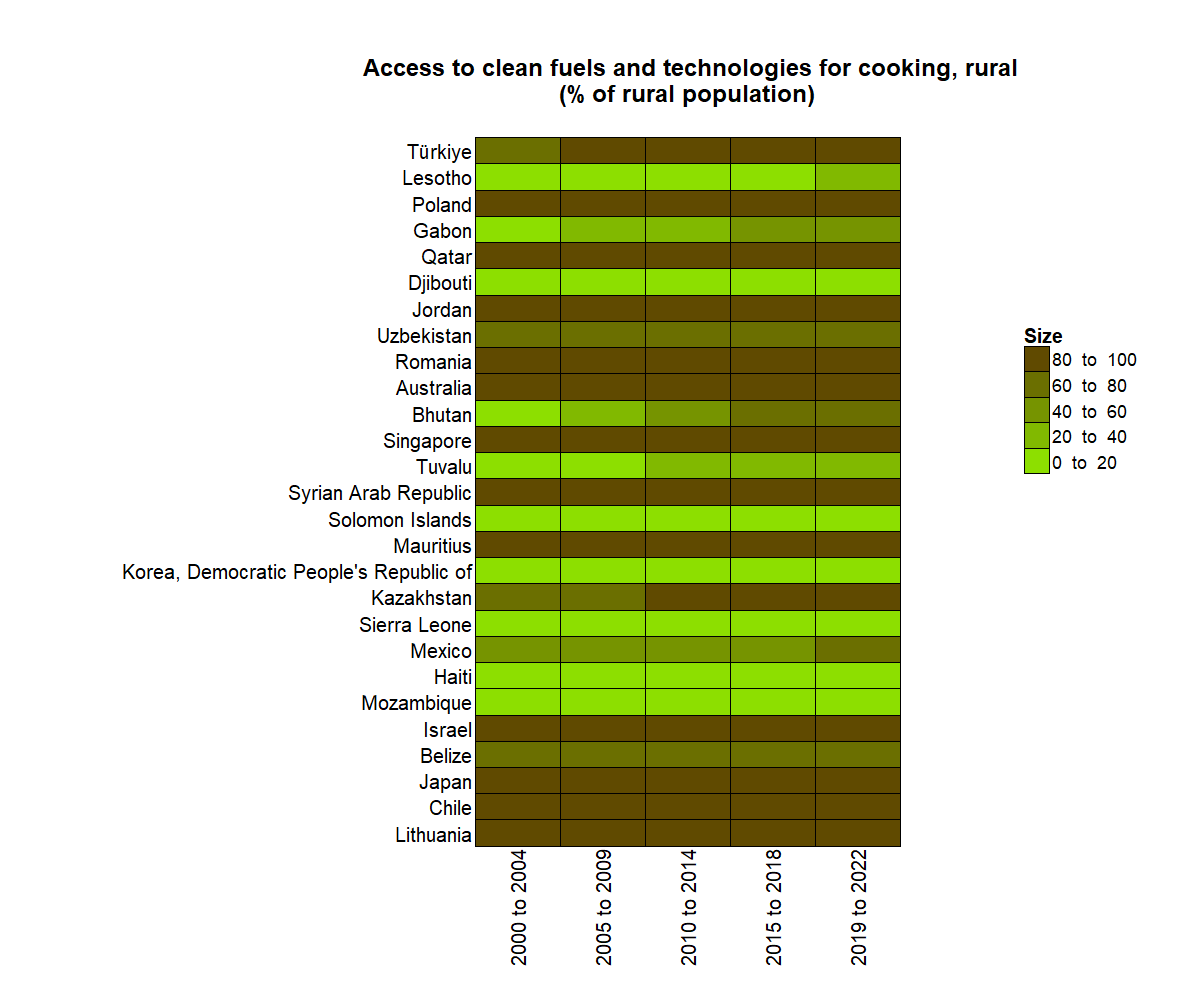 Access to clean fuels and technologies for cooking, rural
(% of rural population)
Türkiye
Lesotho
Poland
Gabon
Qatar
Djibouti
Jordan
Uzbekistan
Romania
Australia
Bhutan
Singapore
Tuvalu
Syrian Arab Republic
Solomon Islands
Mauritius
Korea, Democratic People's Republic of
Kazakhstan
Sierra Leone
Mexico
Haiti
Mozambique
Israel
Belize
Japan
Chile
Lithuania
2000 to 2004
2005 to 2009
2010 to 2014
2015 to 2018
2019 to 2022
Size
80 to 100
60 to 80
40 to 60
20 to 40
0 to 20